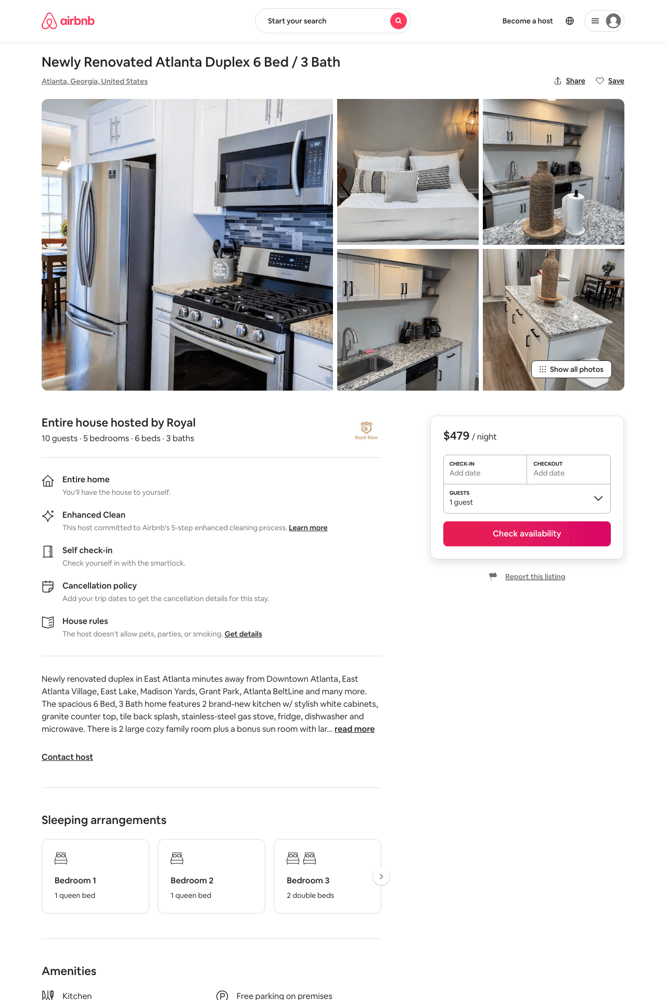 airbnb
Start your search
Become a host
Newly Renovated Atlanta Duplex 6 Bed / 3 Bath
Atlanta, Georgia, United States
Share
Save
Show all photos
Entire house hosted by Royal
10 guests · 5 bedrooms · 6 beds · 3 baths
R
Royal Haus
Entire home
You'll have the house to yourself.
Enhanced Clean
This host committed to Airbnb's 5-step enhanced cleaning process. Learn more
Self check-in
Check yourself in with the smartlock.
Cancellation policy
Add your trip dates to get the cancellation details for this stay.
House rules
The host doesn't allow pets, parties, or smoking. Get details
$479 / night
CHECK-IN
Add date
CHECKOUT
Add date
GUESTS
1 guest
Check availability
Report this listing
Newly renovated duplex in East Atlanta minutes away from Downtown Atlanta, East
Atlanta Village, East Lake, Madison Yards, Grant Park, Atlanta BeltLine and many more.
The spacious 6 Bed, 3 Bath home features 2 brand-new kitchen w/ stylish white cabinets,
granite counter top, tile back splash, stainless-steel gas stove, fridge, dishwasher and
microwave. There is 2 large cozy family room plus a bonus sun room with lar... read more
Contact host
Sleeping arrangements
Bedroom 1
1 queen bed
Bedroom 2
1 queen bed
Bedroom 3
2 double beds
Amenities
Kitchen
Free parking on premises